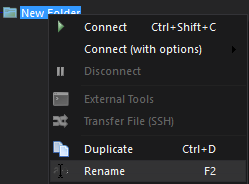 New Folder
Connect Ctrl+Shift+C
Connect (with options)
Disconnect
External Tools
Transfer File (SSH)
Duplicate Ctrl+D
Rename F2